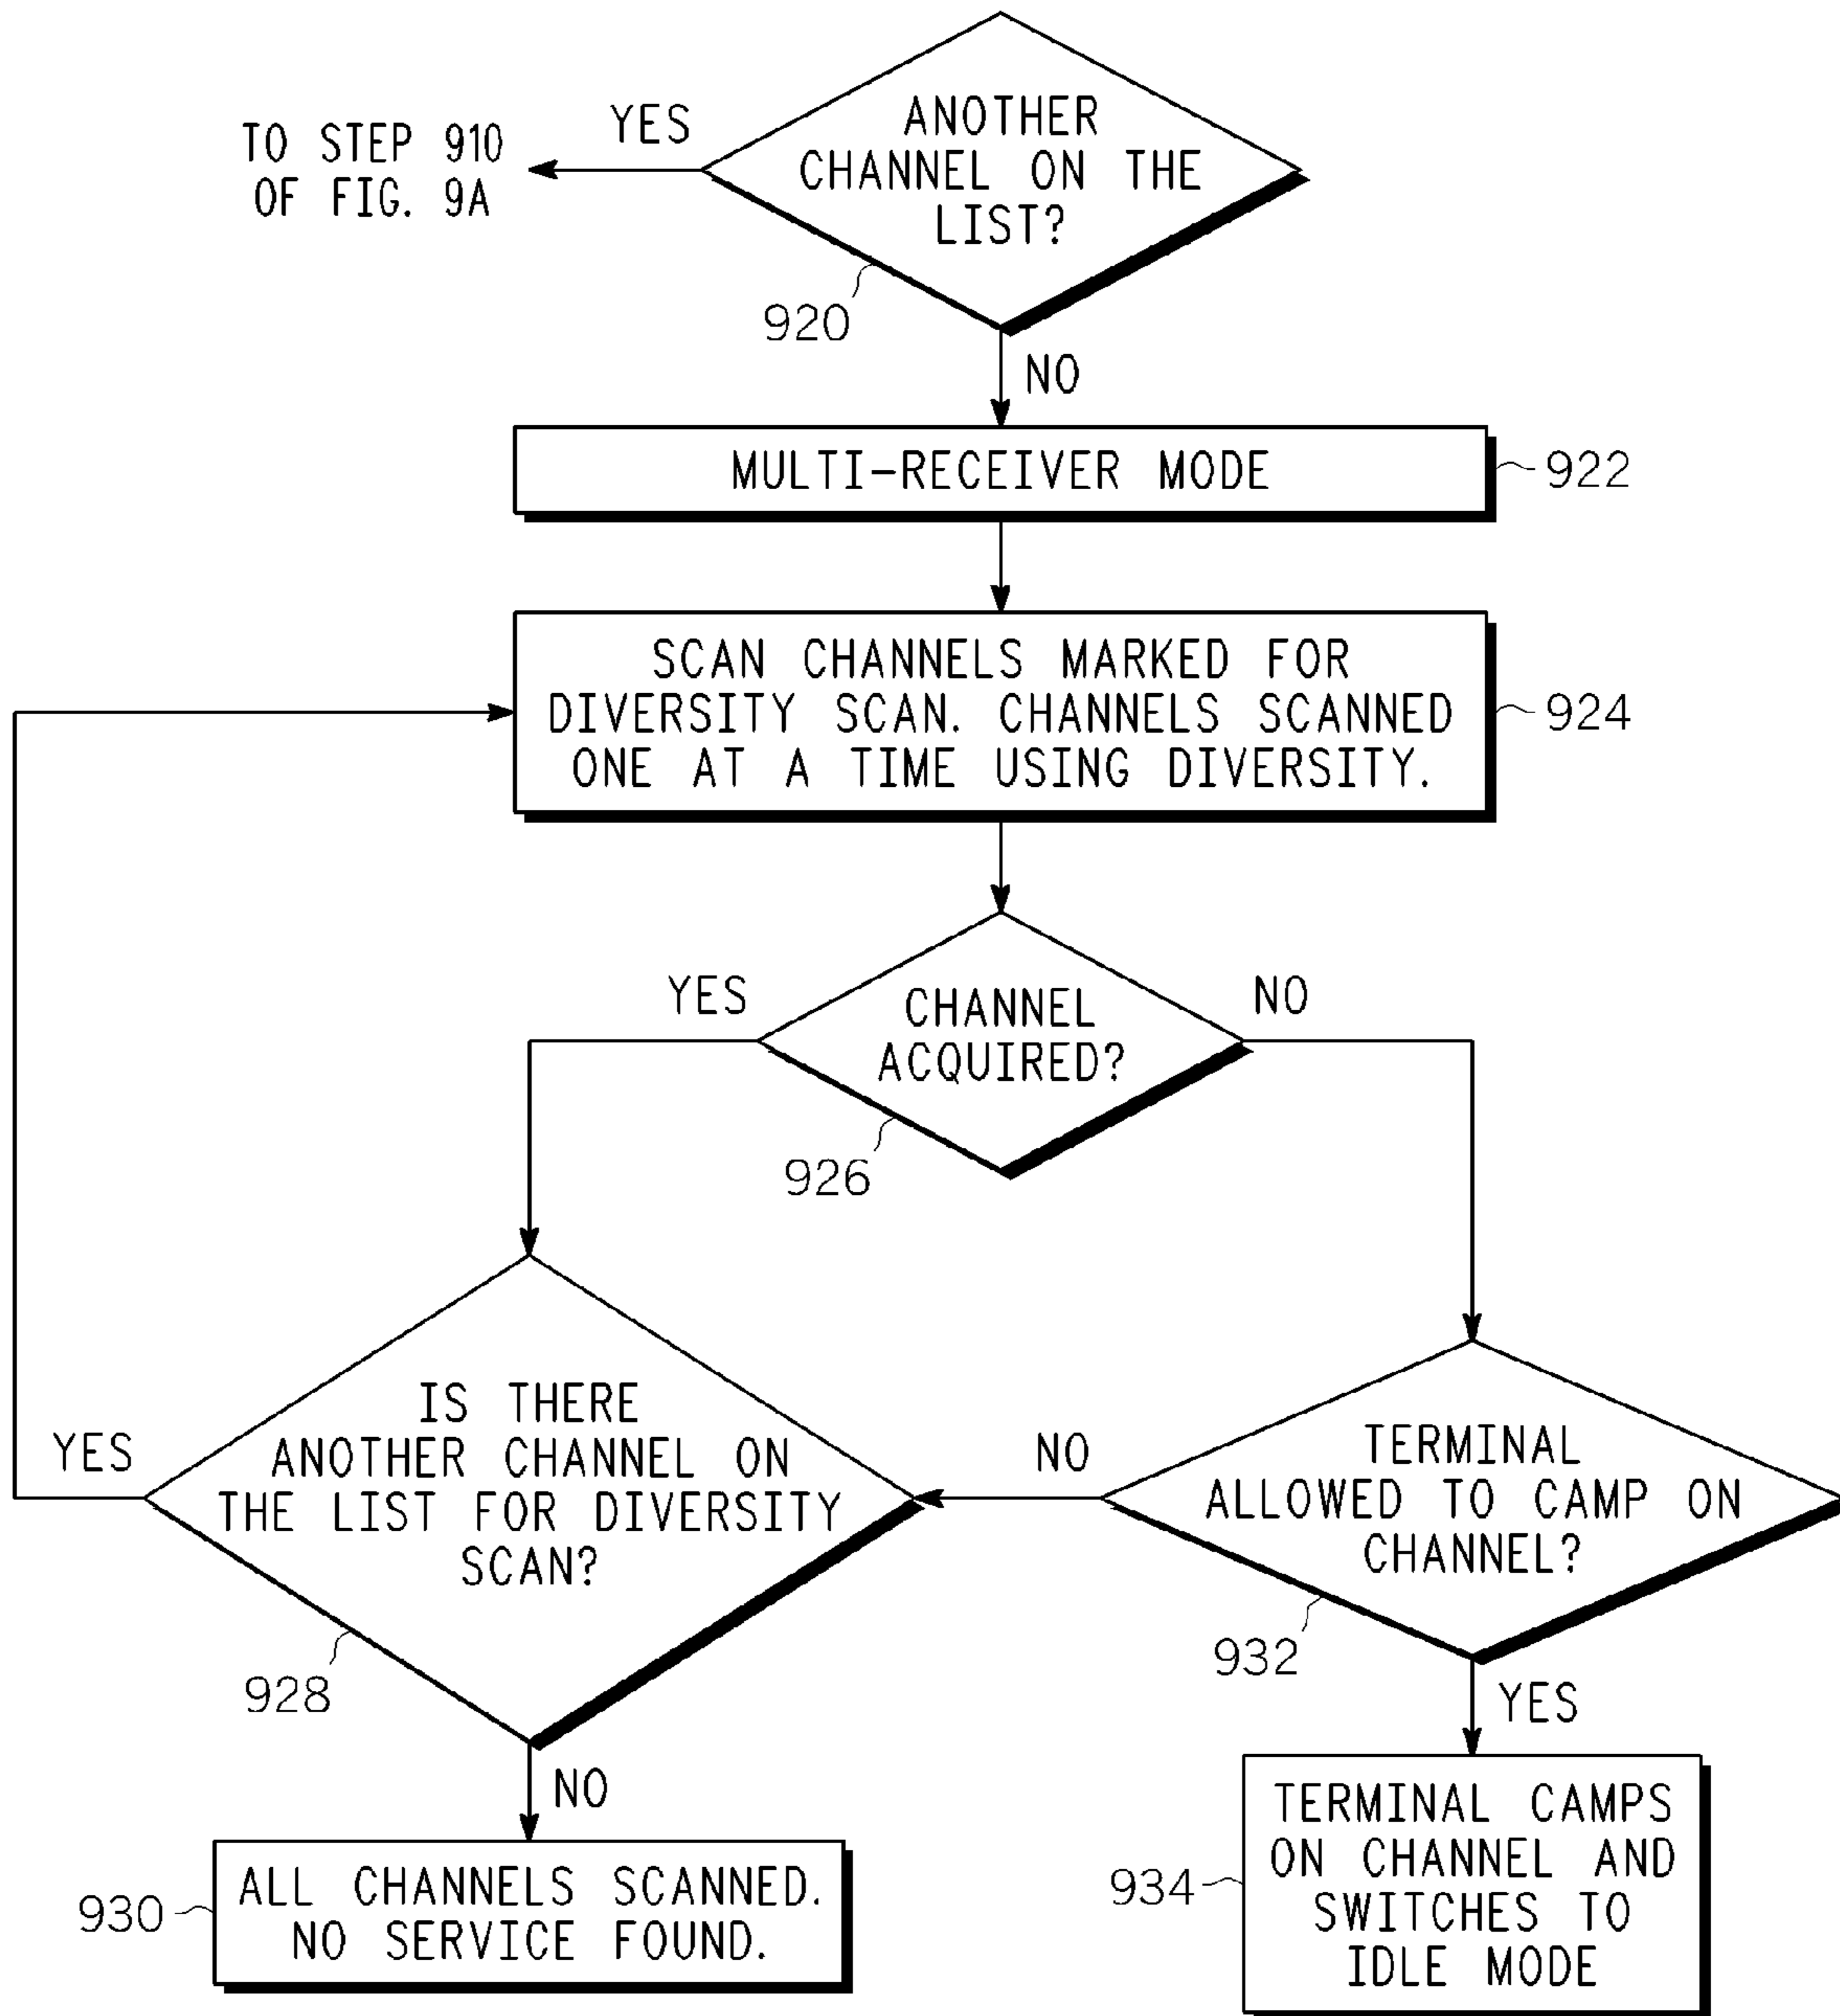 ANOTHER
CHANNEL ON THE
LIST?
YES
TO STEP 910
OF FIG. 9A
920
NO
MULTI-RECEIVER MODE
922
SCAN CHANNELS MARKED FOR
DIVERSITY SCAN. CHANNELS SCANNED
ONE AT A TIME USING DIVERSITY.
924
YES
CHANNEL
ACQUIRED?
NO
926
IS THERE
ANOTHER CHANNEL ON
THE LIST FOR DIVERSITY
SCAN?
YES
NO
TERMINAL
ALLOWED TO CAMP ON
CHANNEL?
928
932
NO
YES
ALL CHANNELS SCANNED.
NO SERVICE FOUND.
930
TERMINAL CAMPS
ON CHANNEL AND
SWITCHES TO
IDLE MODE
934